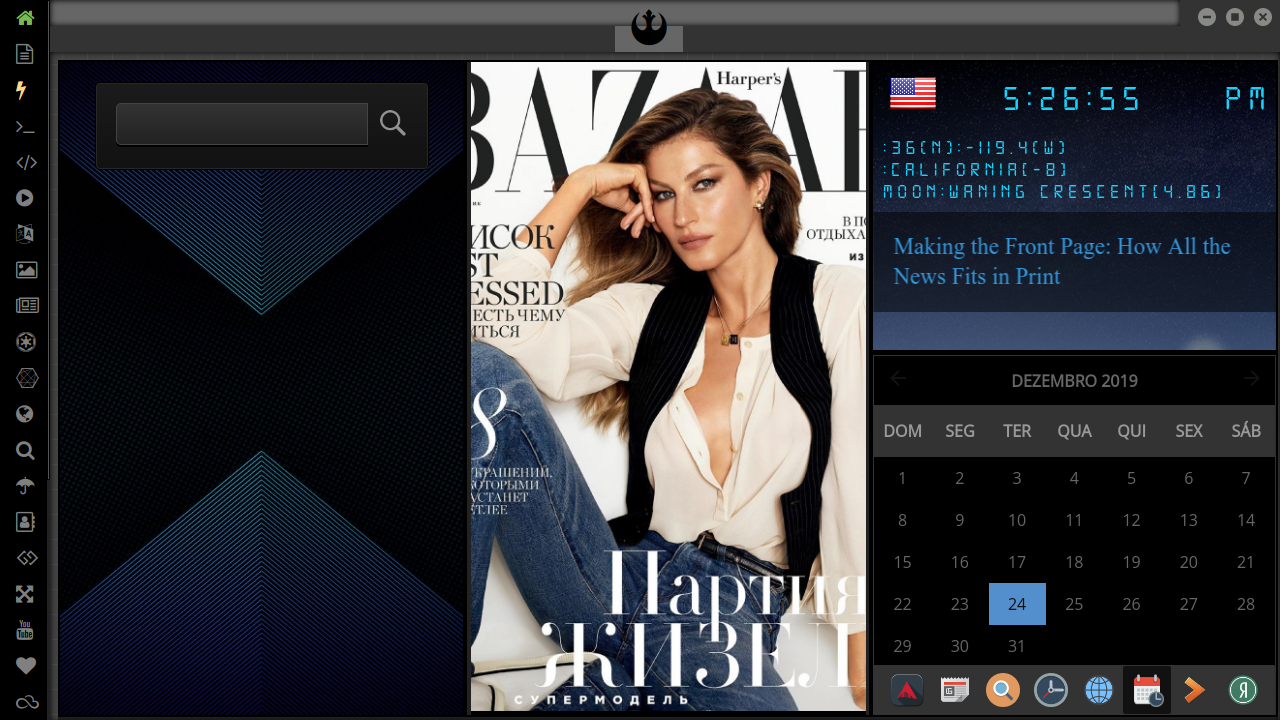 BAZAAR
Harper's
ИСОК
ST
ESSED
ЕСТЬ ЧЕМУ
ИТЬСЯ
В ПО
ОТДЫХА
ИЗ
8
УКРАШЕНИЙ,
КОТОРЫМИ
УСТАНЕТ
ЕТЛЕЕ
Партия
ЖИЗЕЛ
СУПЕРМОДЕЛЬ
5:26:55 PM
:36(N):-119.4(W)
:CALIFORNIA(-8)
MOON:WANING CRESCENT(4.86)
Making the Front Page: How All the
News Fits in Print
DEZEMBRO 2019
DOM SEG TER QUA QUI SEX SÁB
1 2 3 4 5 6 7
8 9 10 11 12 13 14
15 16 17 18 19 20 21
22 23 24 25 26 27 28
29 30 31
You
Tube
Я